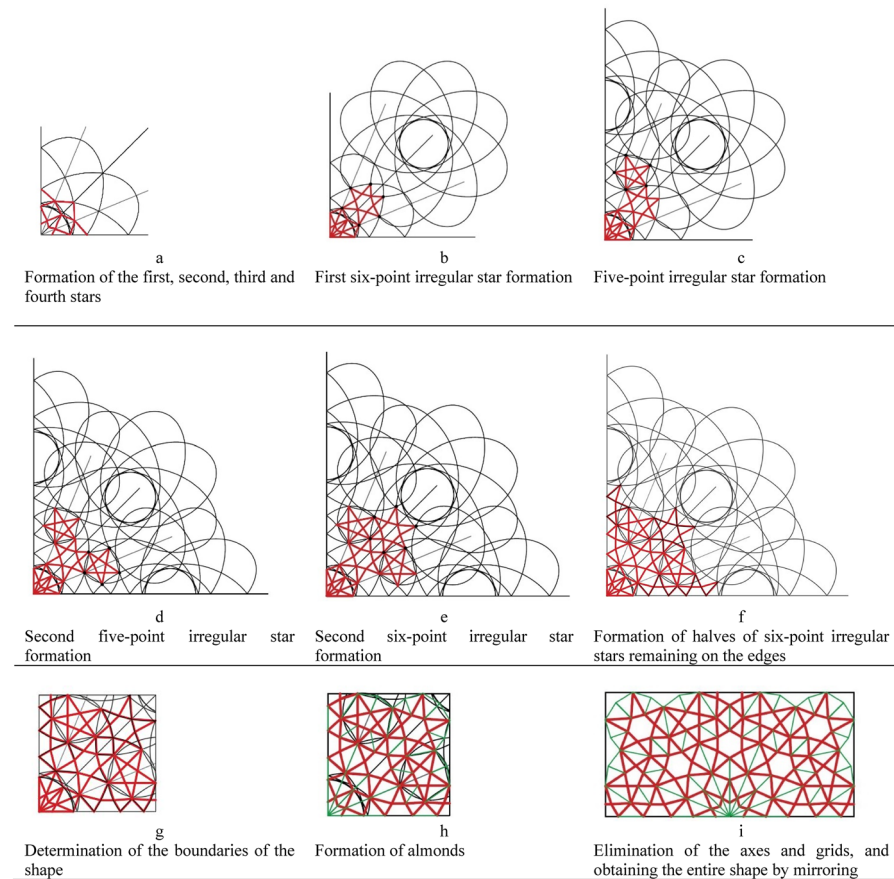 a
Formation of the first, second, third and
fourth stars
b
First six-point irregular star formation
c
Five-point irregular star formation
d
Second five-point irregular star
formation
e
Second six-point irregular star
formation
f
Formation of halves of six-point irregular
stars remaining on the edges
g
Determination of the boundaries of the
shape
h
Formation of almonds
i
Elimination of the axes and grids, and
obtaining the entire shape by mirroring